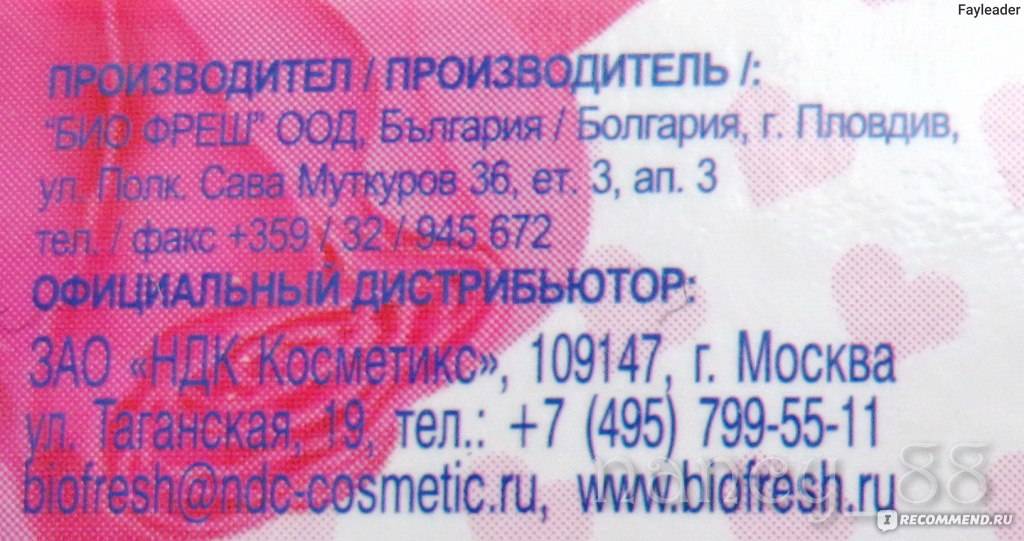 Fayleader
ПРОИЗВОДИТЕЛ / ПРОИЗВОДИТЕЛЬ /:
"БИО ФРЕШ" ООД, България / Болгария, г. Пловдив,
ул. Полк. Сава Муткуров 36, ет. 3, ап. 3
тел. / факс +359 / 32 / 945 672
ОФИЦИАЛЬНЫЙ ДИСТРИБЬЮТОР:
ЗАО «НДК Косметикс», 109147, г. Москва
ул. Таганская, 19, тел.: +7 (495) 799-55-11
biofresh@ndc-cosmetic.ru, www.biofresh.ru
nancy_88
IRECOMMEND.RU